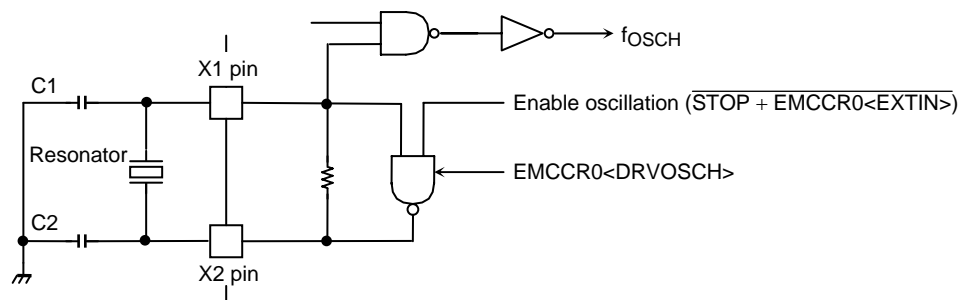 fOSCH
X1 pin
C1
Enable oscillation (STOP + EMCCR0<EXTIN>)
Resonator
EMCCR0<DRVOSCH>
C2
X2 pin